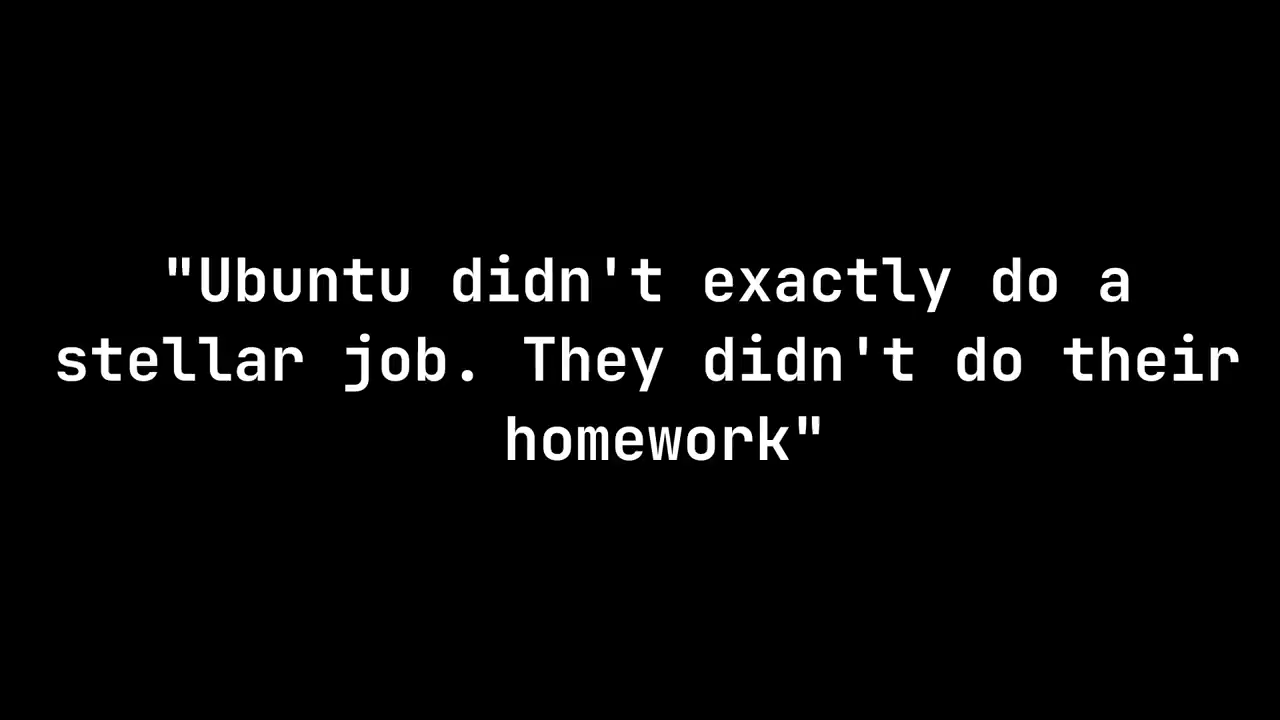 "Ubuntu didn't exactly do a
stellar job. They didn't do their
homework"